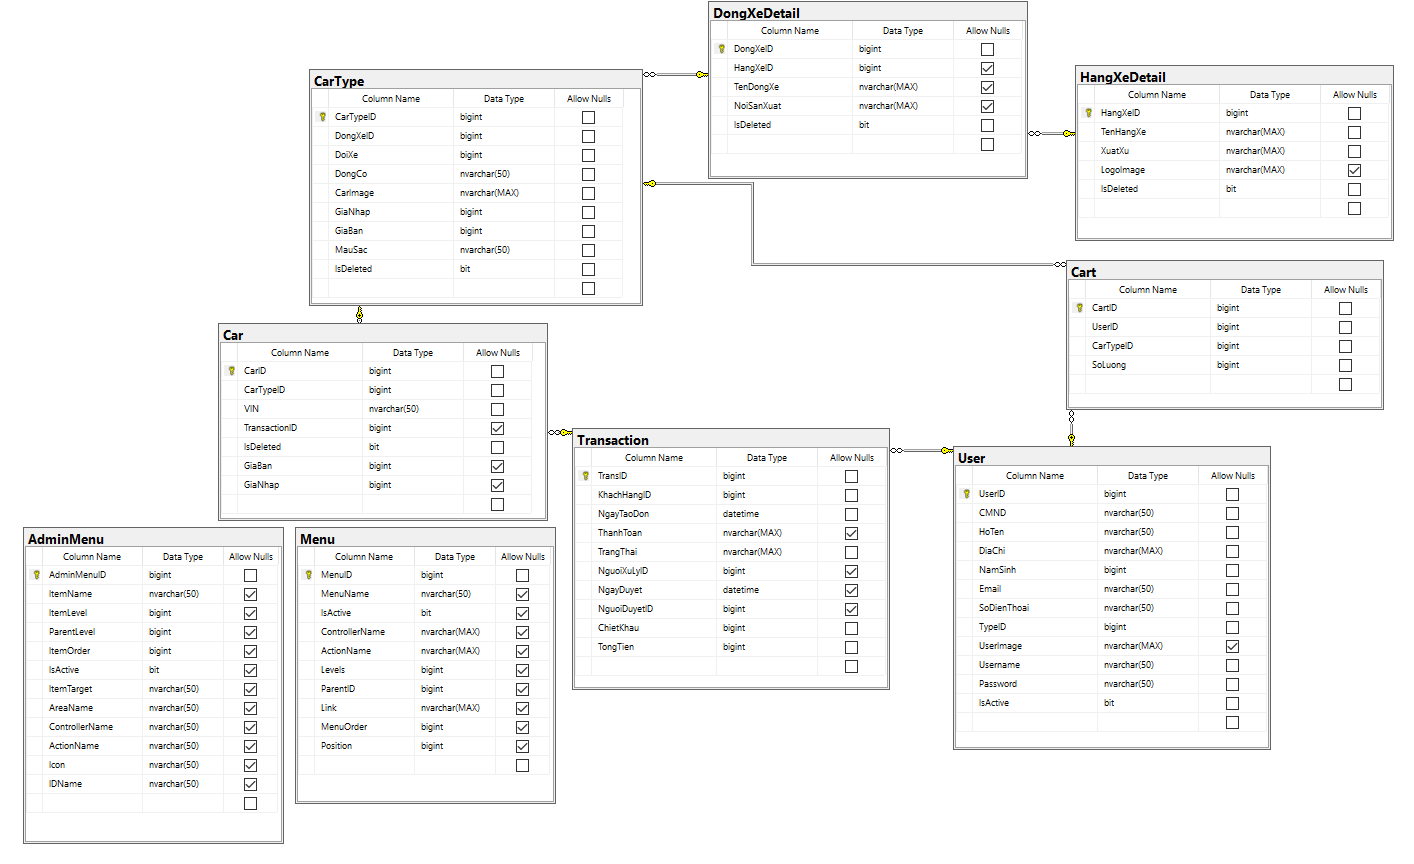 DongXeDetail
Column Name Data Type Allow Nulls
DongXeID bigint
HangXeID bigint
TenDongXe nvarchar(MAX)
NoiSanXuat nvarchar(MAX)
IsDeleted bit
HangXeDetail
Column Name Data Type Allow Nulls
HangXeID bigint
TenHangXe nvarchar(MAX)
XuatXu nvarchar(MAX)
LogoImage nvarchar(MAX)
IsDeleted bit
CarType
Column Name Data Type Allow Nulls
CarTypeID bigint
DongXeID bigint
DoiXe bigint
DongCo nvarchar(50)
CarImage nvarchar(MAX)
GiaNhap bigint
GiaBan bigint
MauSac nvarchar(50)
IsDeleted bit
Cart
Column Name Data Type Allow Nulls
CartID bigint
UserID bigint
CarTypeID bigint
SoLuong bigint
Car
Column Name Data Type Allow Nulls
CarID bigint
CarTypeID bigint
VIN nvarchar(50)
TransactionID bigint
IsDeleted bit
GiaBan bigint
GiaNhap bigint
Transaction
Column Name Data Type Allow Nulls
TransID bigint
KhachHangID bigint
NgayTaoDon datetime
ThanhToan nvarchar(MAX)
TrangThai nvarchar(MAX)
NguoiXuLyID bigint
NgayDuyet datetime
NguoiDuyetID bigint
ChietKhau bigint
TongTien bigint
User
Column Name Data Type Allow Nulls
UserID bigint
CMND nvarchar(50)
HoTen nvarchar(50)
DiaChi nvarchar(MAX)
NamSinh bigint
Email nvarchar(50)
SoDienThoai nvarchar(50)
TypeID bigint
UserImage nvarchar(MAX)
Username nvarchar(50)
Password nvarchar(50)
IsActive bit
AdminMenu
Column Name Data Type Allow Nulls
AdminMenuID bigint
ItemName nvarchar(50)
ItemLevel bigint
ParentLevel bigint
ItemOrder bigint
IsActive bit
ItemTarget nvarchar(50)
AreaName nvarchar(50)
ControllerName nvarchar(50)
ActionName nvarchar(50)
Icon nvarchar(50)
IDName nvarchar(50)
Menu
Column Name Data Type Allow Nulls
MenuID bigint
MenuName nvarchar(50)
IsActive bit
ControllerName nvarchar(MAX)
ActionName nvarchar(MAX)
Levels bigint
ParentID bigint
Link nvarchar(MAX)
MenuOrder bigint
Position bigint